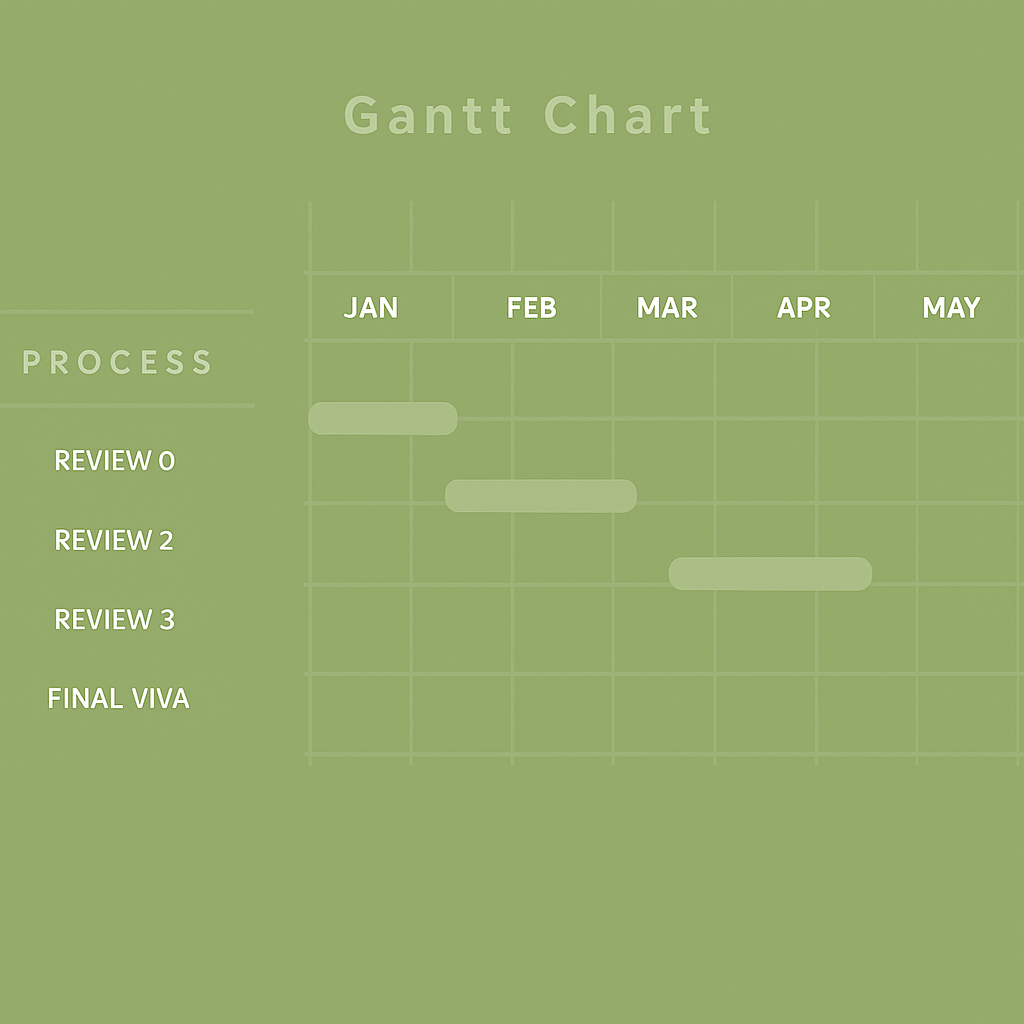 Gantt Chart
JAN FEB MAR APR MAY
PROCESS
REVIEW 0
REVIEW 2
REVIEW 3
FINAL VIVA